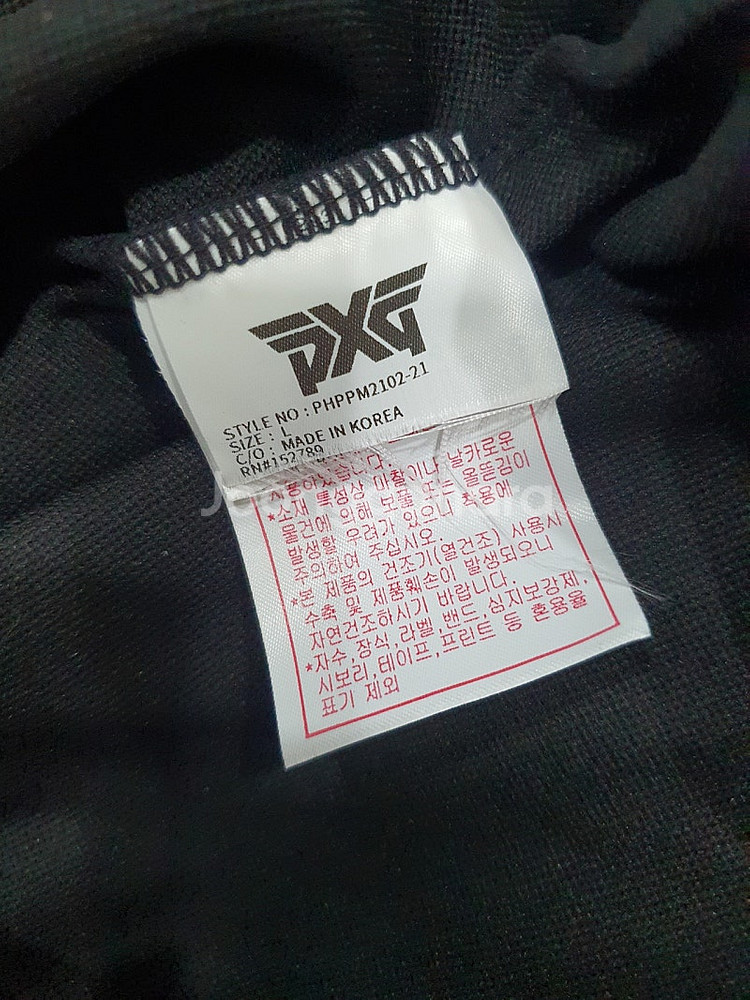 PXG
STYLE NO : PHPPM2102-21
SIZE : L
C/O : MADE IN KOREA
RN#152789
*소재 특성상 마찰이나 날카로운
물건에 의해 보풀 또는 올뜯김이
발생할 우려가 있으니 착용에
주의하여 주십시오.
*본 제품의 건조기(열건조) 사용시
수축 및 제품훼손이 발생되오니
자연건조하시기 바랍니다.
*자수,장식,라벨,밴드,심지보강제,
시보리,테이프,프린트 등 혼용율
표기 제외